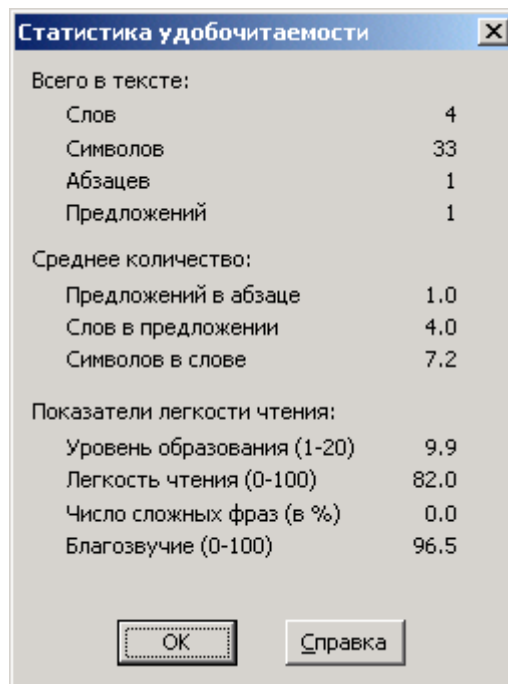 Статистика удобочитаемости
Всего в тексте:
Слов 4
Символов 33
Абзацев 1
Предложений 1
Среднее количество:
Предложений в абзаце 1.0
Слов в предложении 4.0
Символов в слове 7.2
Показатели легкости чтения:
Уровень образования (1-20) 9.9
Легкость чтения (0-100) 82.0
Число сложных фраз (в %) 0.0
Благозвучие (0-100) 96.5
OK Справка